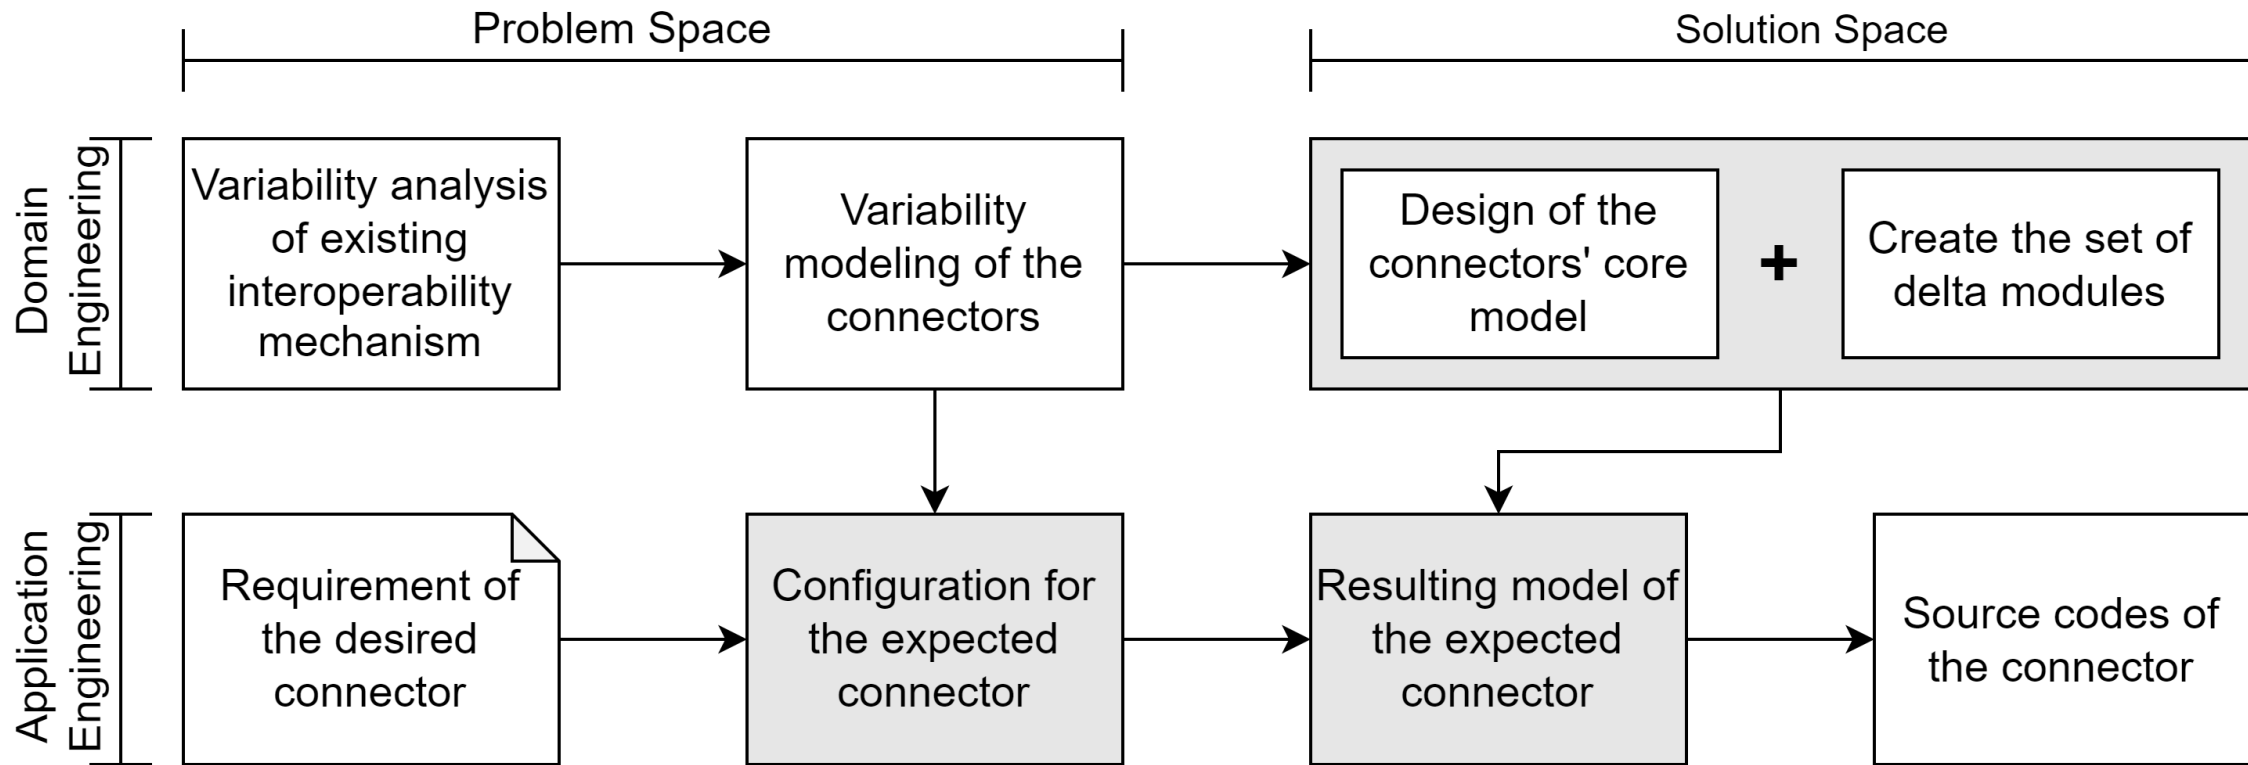 Problem Space
Solution Space
Domain
Engineering
Variability analysis
of existing
interoperability
mechanism
Variability
modeling of the
connectors
Design of the
connectors' core
model
+
Create the set of
delta modules
Application
Engineering
Requirement of
the desired
connector
Configuration for
the expected
connector
Resulting model of
the expected
connector
Source codes of
the connector